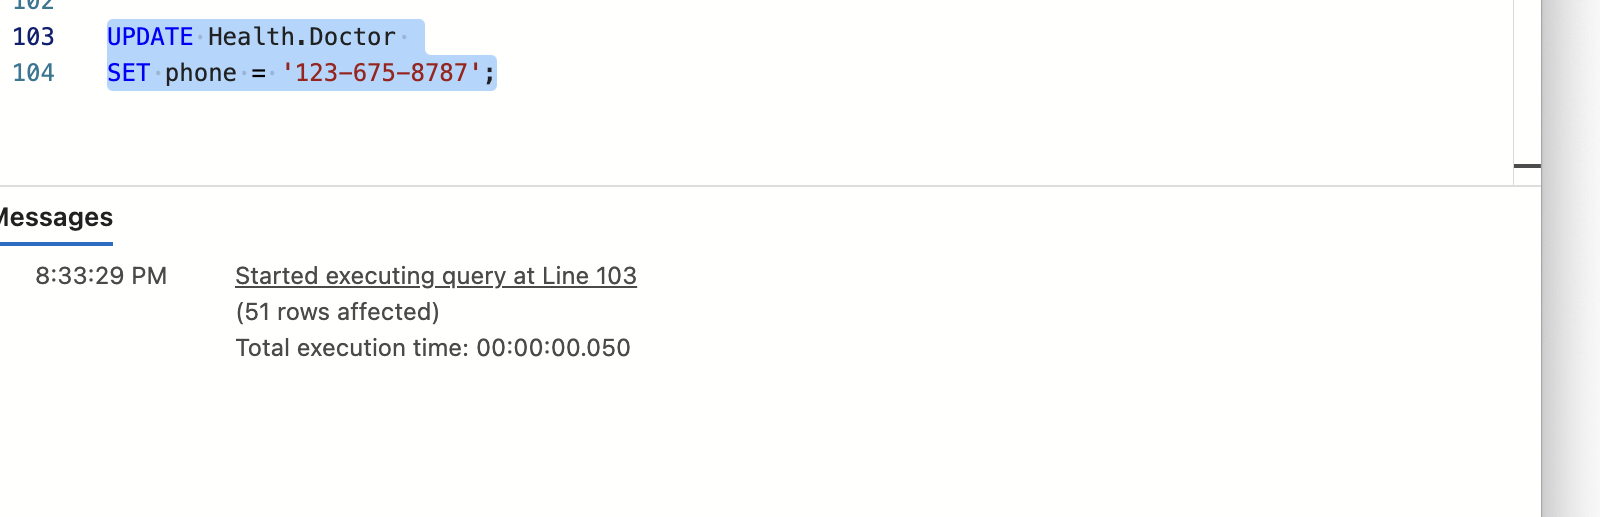 102
103 UPDATE Health.Doctor
104 SET phone = '123-675-8787';
Messages
8:33:29 PM Started executing query at Line 103
(51 rows affected)
Total execution time: 00:00:00.050